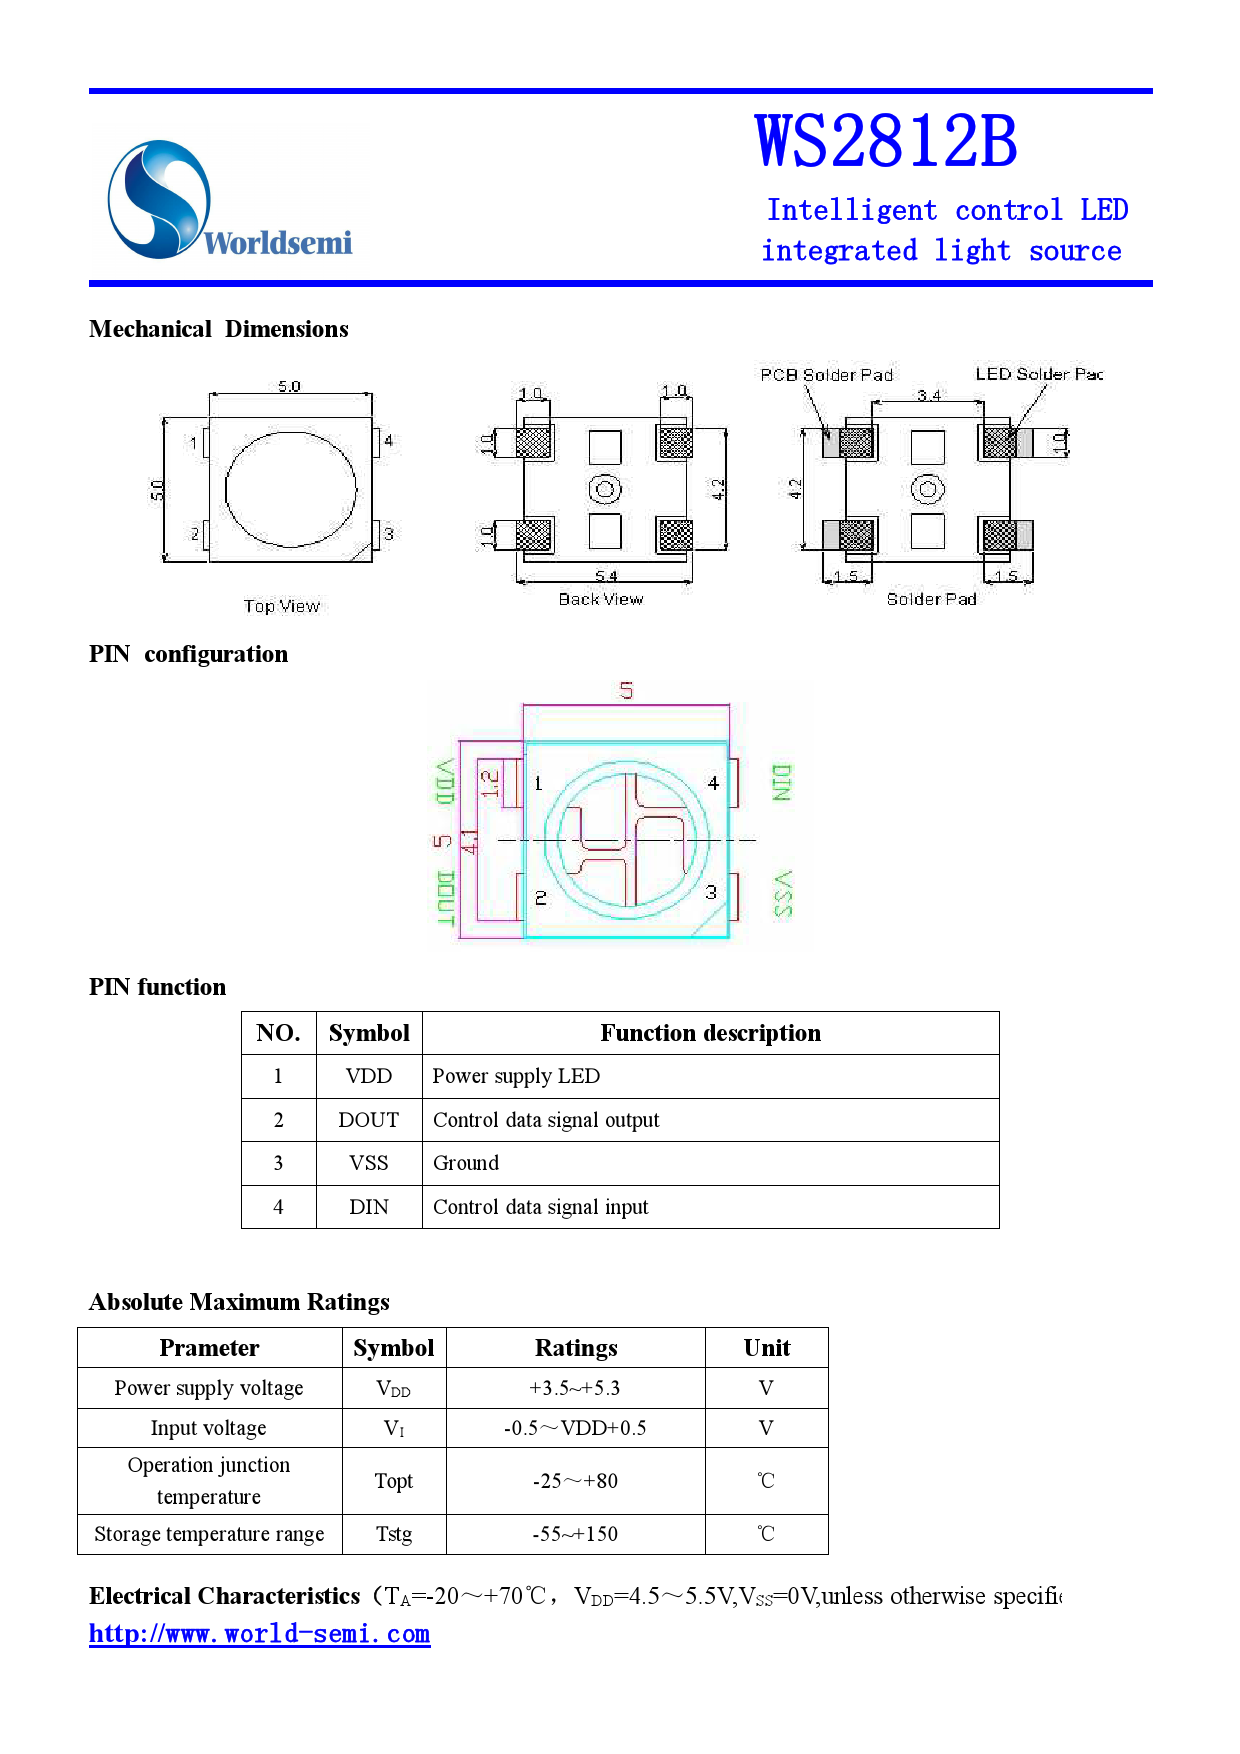 WS2812B
Intelligent control LED
integrated light source
Worldsemi
Mechanical Dimensions
PCB Solder Pad
LED Solder Pad
5.0
1.0
1.0
3.4
1
4
5.0
1.0
4.2
4.2
1.0
2
3
1.0
5.4
1.5
1.5
Top View
Back View
Solder Pad
PIN configuration
5
VDD
1.2
1
4
DIN
5
4.1
DOUT
2
3
VSS
PIN function
NO. Symbol Function description
1 VDD Power supply LED
2 DOUT Control data signal output
3 VSS Ground
4 DIN Control data signal input
Absolute Maximum Ratings
Prameter Symbol Ratings Unit
Power supply voltage VDD +3.5~+5.3 V
Input voltage VI -0.5～VDD+0.5 V
Operation junction
temperature Topt -25～+80 ℃
Storage temperature range Tstg -55~+150 ℃
Electrical Characteristics（TA=-20～+70℃，VDD=4.5～5.5V,VSS=0V,unless otherwise specifie
http://www.world-semi.com